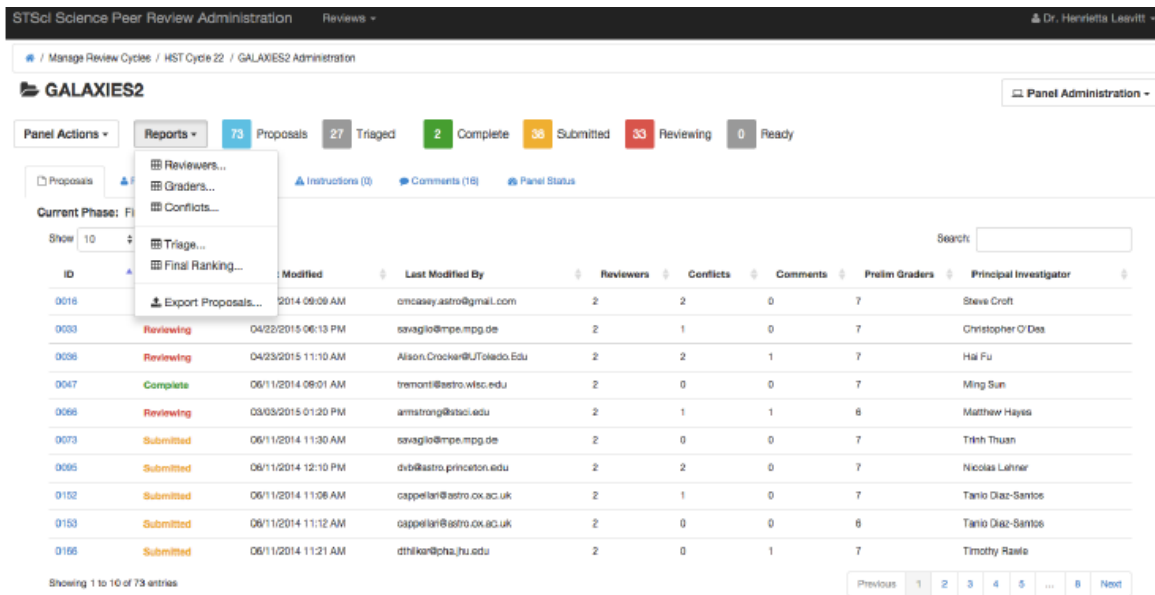 STScI Science Peer Review Administration Reviews Dr. Henrietta Leavitt
/ Manage Review Cycles / HST Cycle 22 / GALAXIES2 Administration
GALAXIES2 Panel Administration
Panel Actions Reports 73 Proposals 27 Triaged 2 Complete 38 Submitted 33 Reviewing 0 Ready
Reviewers...
Graders...
Conflicts...
Triage...
Final Ranking...
Export Proposals...
Proposals Instructions (0) Comments (16) Panel Status
Current Phase:
Show 10 Search:
ID Modified Last Modified By Reviewers Conflicts Comments Prelim Graders Principal Investigator
0016 2014 09:09 AM cmcasey.astro@gmail.com 2 2 0 7 Steve Croft
0033 Reviewing 04/22/2015 06:13 PM savaglio@mpe.mpg.de 2 1 0 7 Christopher O'Dea
0036 Reviewing 04/23/2015 11:10 AM Alison.Crocker@UToledo.Edu 2 2 1 7 Hai Fu
0047 Complete 06/11/2014 09:01 AM tremonti@astro.wisc.edu 2 0 0 7 Ming Sun
0066 Reviewing 03/03/2015 01:20 PM armstrong@stsci.edu 2 1 1 6 Matthew Hayes
0073 Submitted 06/11/2014 11:30 AM savaglio@mpe.mpg.de 2 0 0 7 Trinh Thuan
0095 Submitted 06/11/2014 12:10 PM dvb@astro.princeton.edu 2 2 0 7 Nicolas Lehner
0152 Submitted 06/11/2014 11:06 AM cappellari@astro.ox.ac.uk 2 1 0 7 Tanio Diaz-Santos
0153 Submitted 06/11/2014 11:12 AM cappellari@astro.ox.ac.uk 2 0 0 6 Tanio Diaz-Santos
0166 Submitted 06/11/2014 11:21 AM dthilker@pha.jhu.edu 2 0 1 7 Timothy Rawle
Showing 1 to 10 of 73 entries Previous 1 2 3 4 5 ... 8 Next